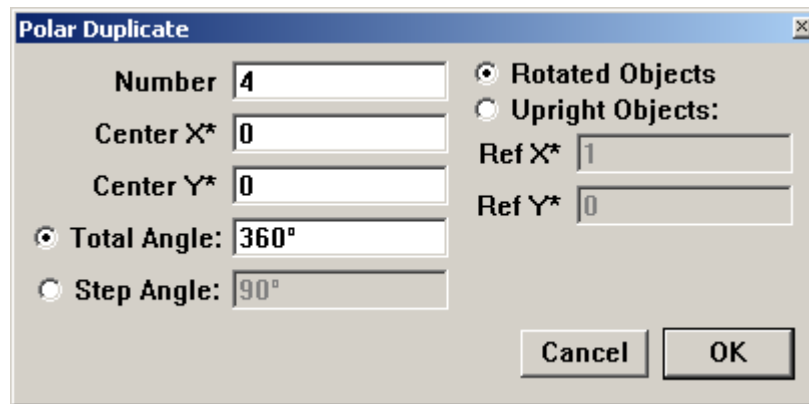 Polar Duplicate
Number 4
Center X* 0
Center Y* 0
Total Angle: 360°
Step Angle: 90°
Rotated Objects
Upright Objects:
Ref X* 1
Ref Y* 0
Cancel OK